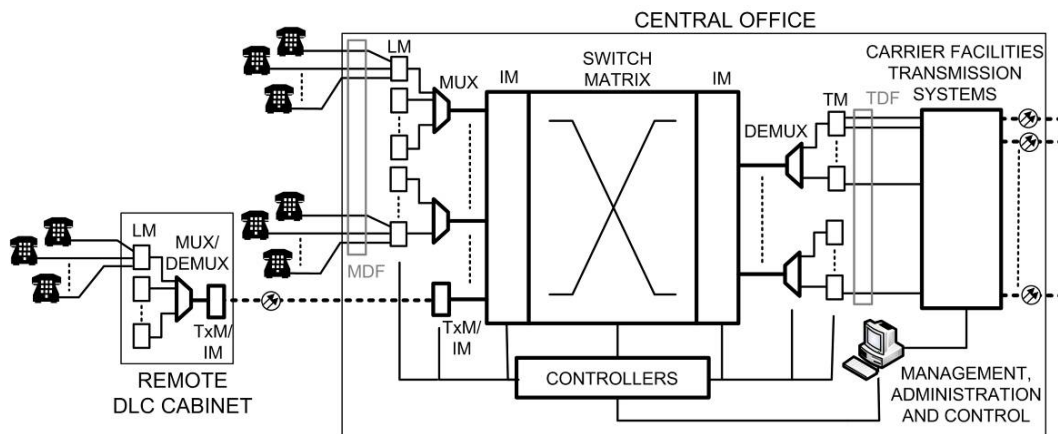 CENTRAL OFFICE
LM
MUX
IM
SWITCH
MATRIX
IM
CARRIER FACILITIES
TRANSMISSION
SYSTEMS
TM
TDF
DEMUX
MDF
LM
MUX/
DEMUX
TxM/
IM
REMOTE
DLC CABINET
TxM/
IM
CONTROLLERS
MANAGEMENT,
ADMINISTRATION
AND CONTROL